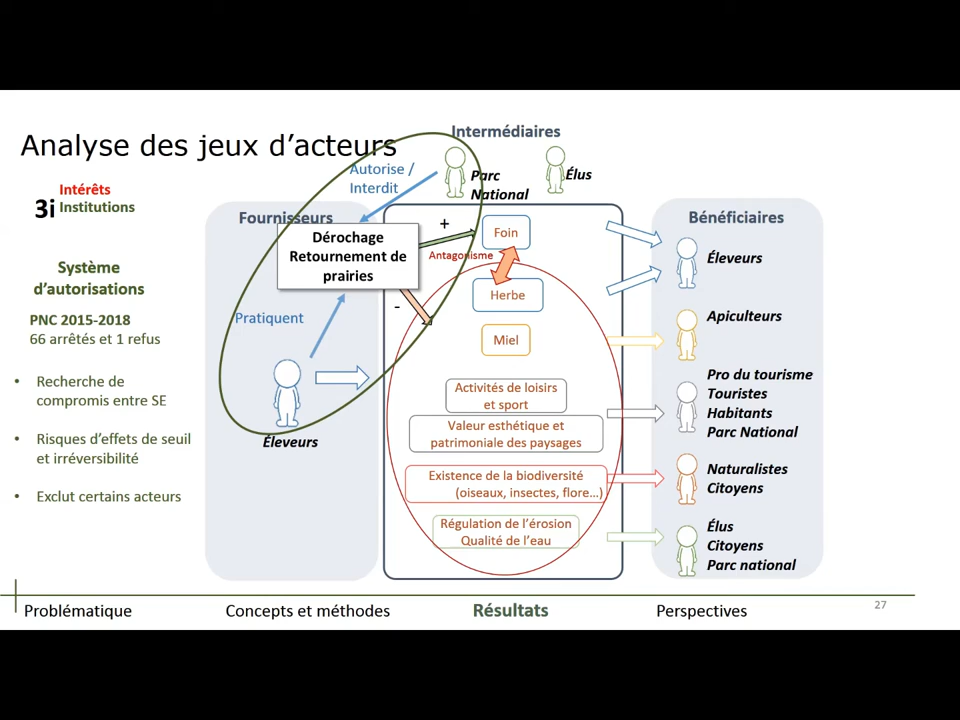 Analyse des jeux d’acteurs
3i
Intérêts
Institutions
Système
d’autorisations
PNC 2015-2018
66 arrêtés et 1 refus
• Recherche de
compromis entre SE
• Risques d’effets de seuil
et irréversibilité
• Exclut certains acteurs
Intermédiaires
Parc
National
Élus
Autorise /
Interdit
Fournisseurs
Dérochage
Retournement de
prairies
Pratiquent
Éleveurs
+
-
Antagonisme
Foin
Herbe
Miel
Activités de loisirs
et sport
Valeur esthétique et
patrimoniale des paysages
Existence de la biodiversité
(oiseaux, insectes, flore…)
Régulation de l’érosion
Qualité de l’eau
Bénéficiaires
Éleveurs
Apiculteurs
Pro du tourisme
Touristes
Habitants
Parc National
Naturalistes
Citoyens
Élus
Citoyens
Parc national
Problématique
Concepts et méthodes
Résultats
Perspectives
27